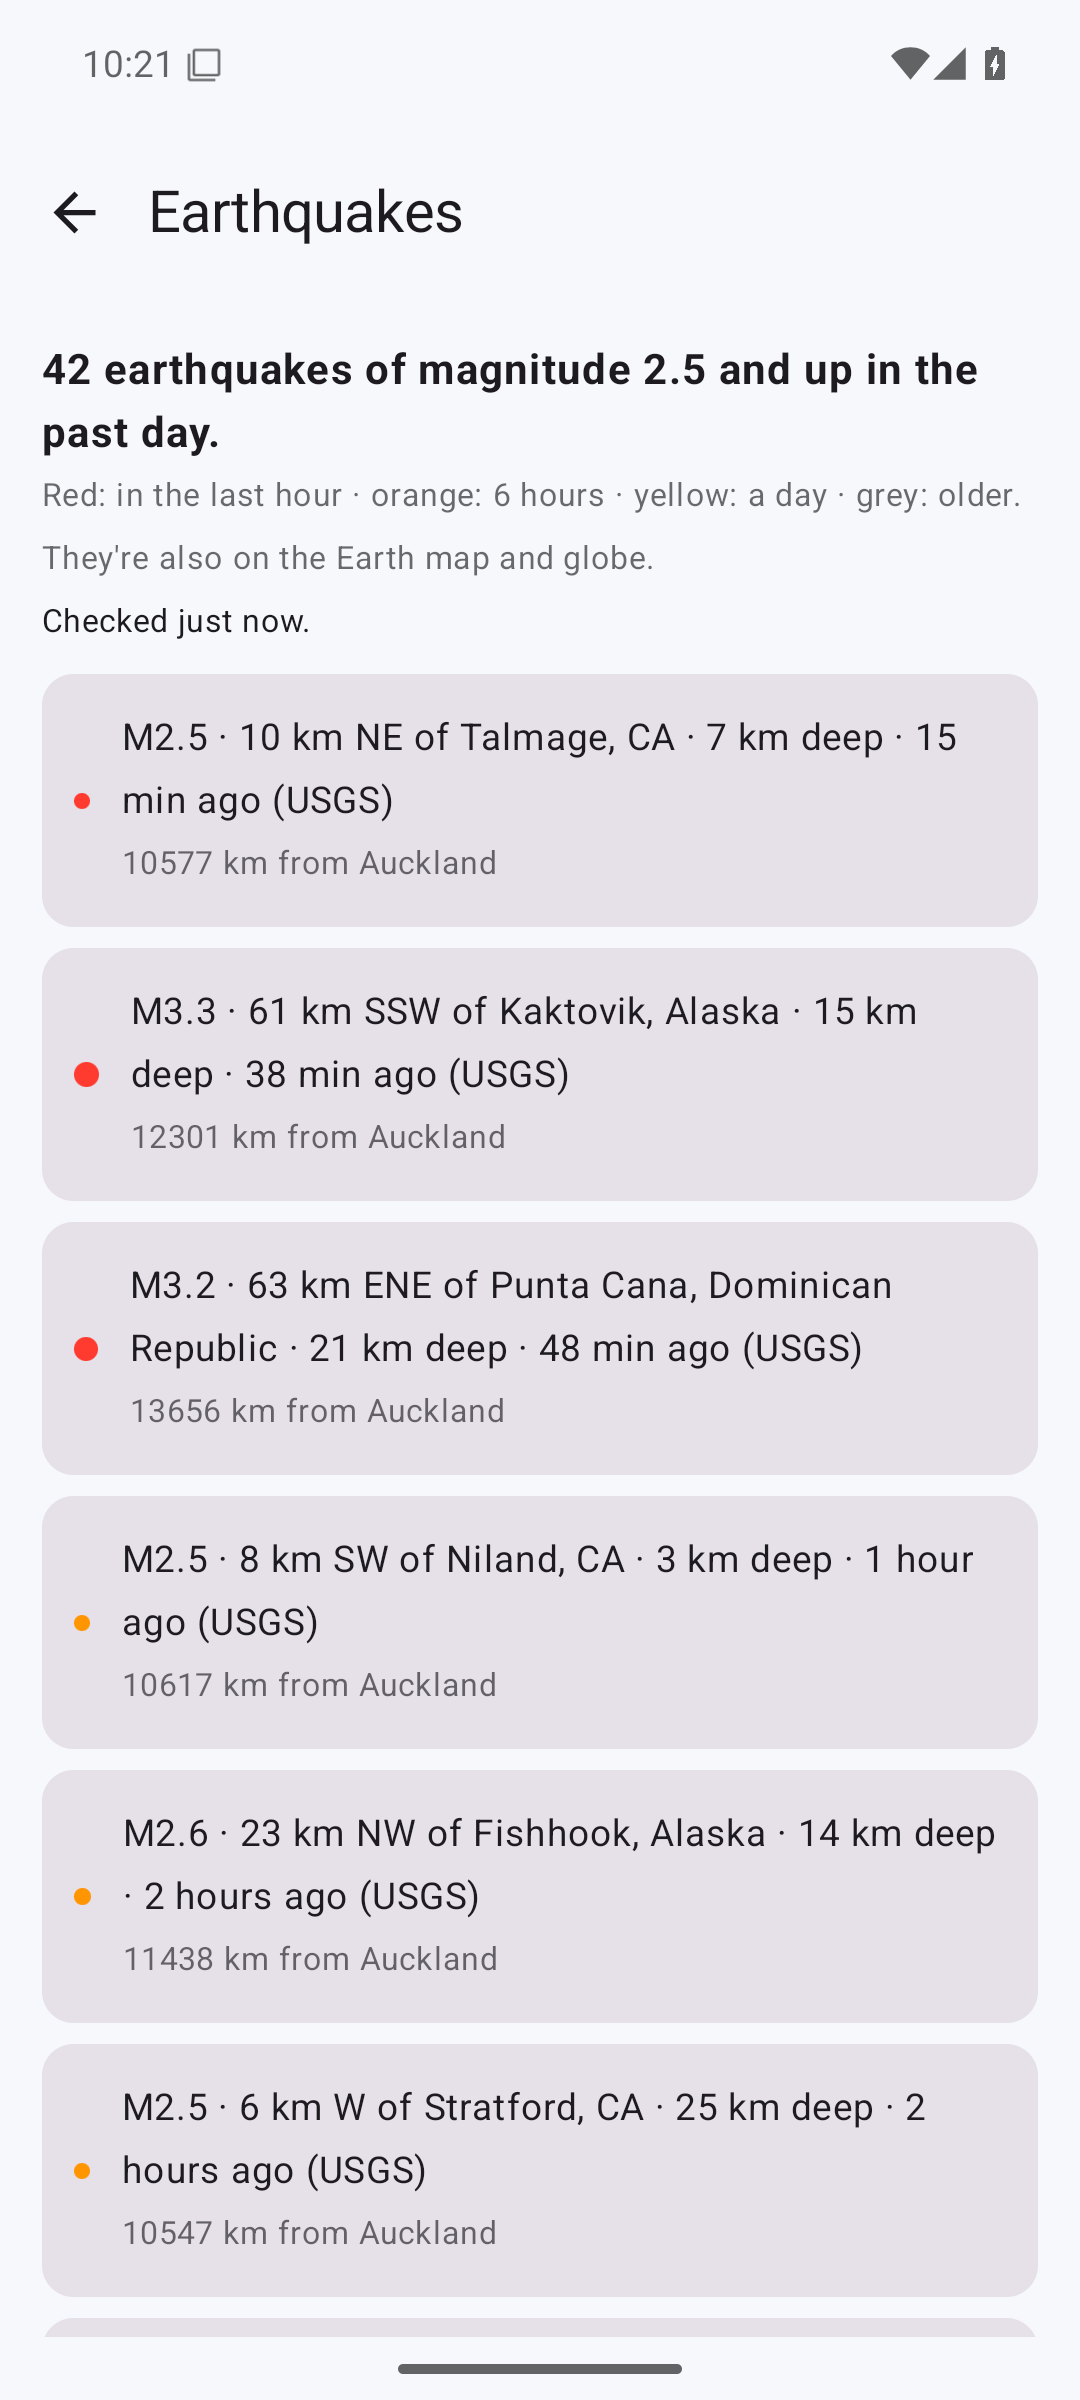 10:21
Earthquakes
42 earthquakes of magnitude 2.5 and up in the
past day.
Red: in the last hour · orange: 6 hours · yellow: a day · grey: older.
They're also on the Earth map and globe.
Checked just now.
M2.5 · 10 km NE of Talmage, CA · 7 km deep · 15
min ago (USGS)
10577 km from Auckland
M3.3 · 61 km SSW of Kaktovik, Alaska · 15 km
deep · 38 min ago (USGS)
12301 km from Auckland
M3.2 · 63 km ENE of Punta Cana, Dominican
Republic · 21 km deep · 48 min ago (USGS)
13656 km from Auckland
M2.5 · 8 km SW of Niland, CA · 3 km deep · 1 hour
ago (USGS)
10617 km from Auckland
M2.6 · 23 km NW of Fishhook, Alaska · 14 km deep
· 2 hours ago (USGS)
11438 km from Auckland
M2.5 · 6 km W of Stratford, CA · 25 km deep · 2
hours ago (USGS)
10547 km from Auckland